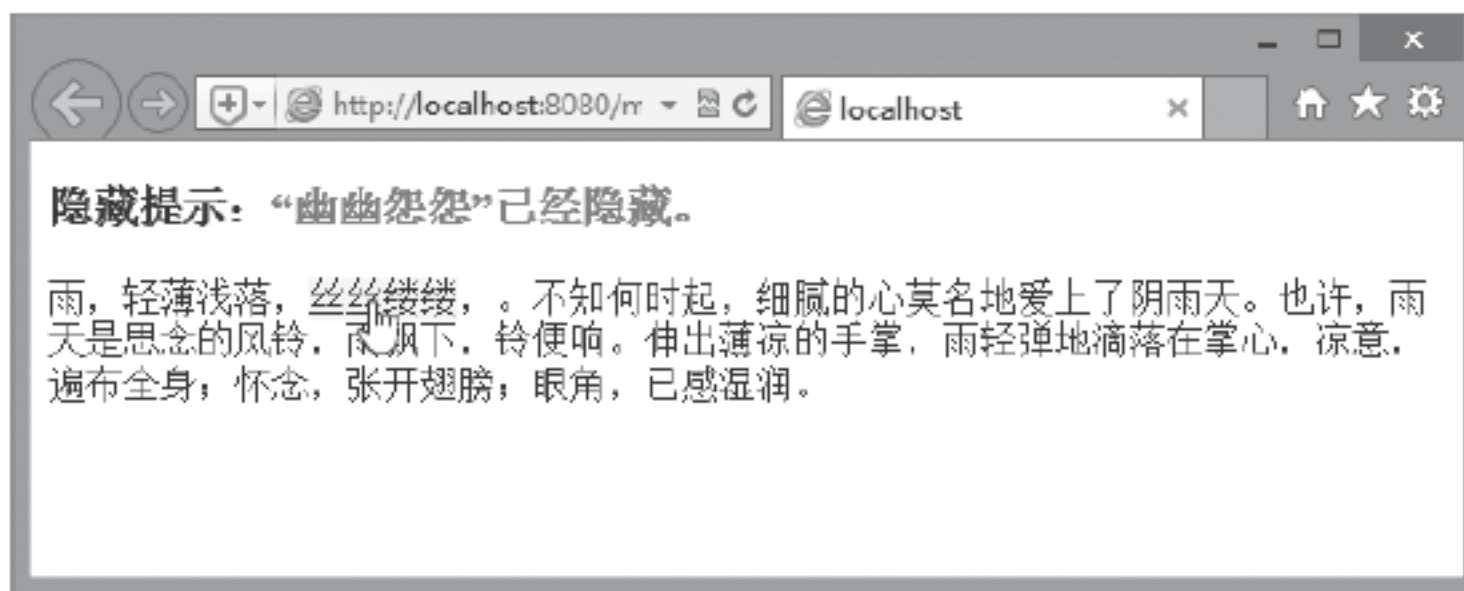 http://localhost:8080/m
localhost
隐藏提示：“幽幽怨怨”已经隐藏。
雨，轻薄浅落，丝丝缕缕，。不知何时起，细腻的心莫名地爱上了阴雨天。也许，雨
天是思念的风铃，雨飘下，铃便响。伸出薄凉的手掌，雨轻弹地滴落在掌心，凉意，
遍布全身；怀念，张开翅膀；眼角，已感湿润。